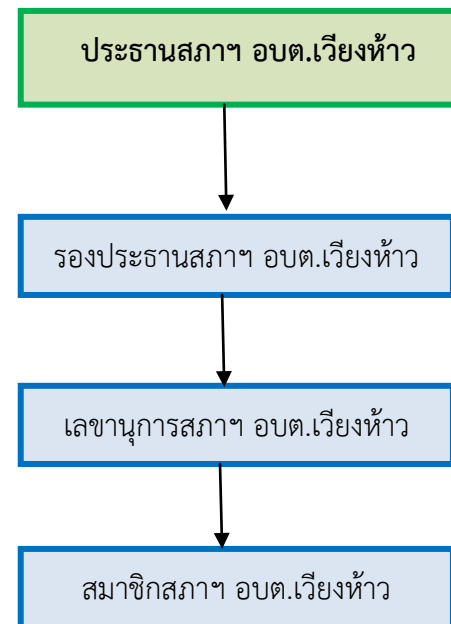 ประธานสภาฯ อบต.เวียงห้าว
รองประธานสภาฯ อบต.เวียงห้าว
เลขานุการสภาฯ อบต.เวียงห้าว
สมาชิกสภาฯ อบต.เวียงห้าว